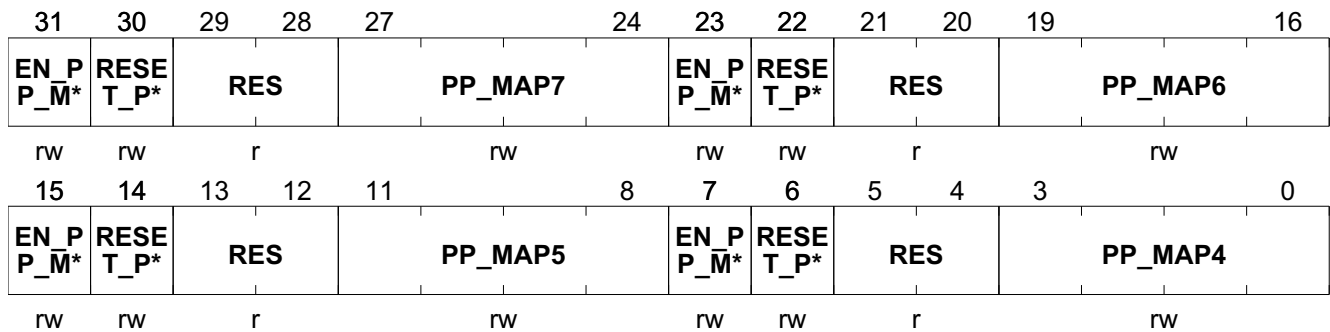 31 30 29 28 27 24 23 22 21 20 19 16
EN_P RESE RES PP_MAP7 EN_P RESE RES PP_MAP6
P_M* T_P* P_M* T_P*
rw rw r rw rw rw r rw
15 14 13 12 11 8 7 6 5 4 3 0
EN_P RESE RES PP_MAP5 EN_P RESE RES PP_MAP4
P_M* T_P* P_M* T_P*
rw rw r rw rw rw r rw